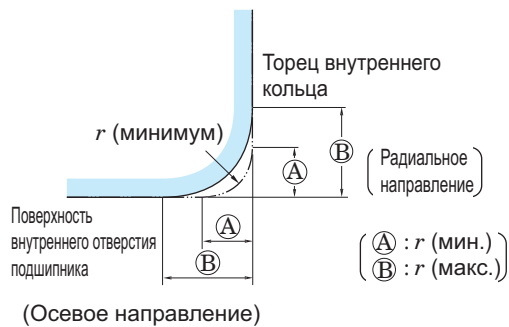 Торец внутреннего
кольца
r (минимум)
Ⓑ
Ⓐ
(Радиальное
направление)
Поверхность
внутреннего отверстия
подшипника
Ⓐ
Ⓑ
(Ⓐ : r (мин.)
Ⓑ : r (макс.))
(Осевое направление)